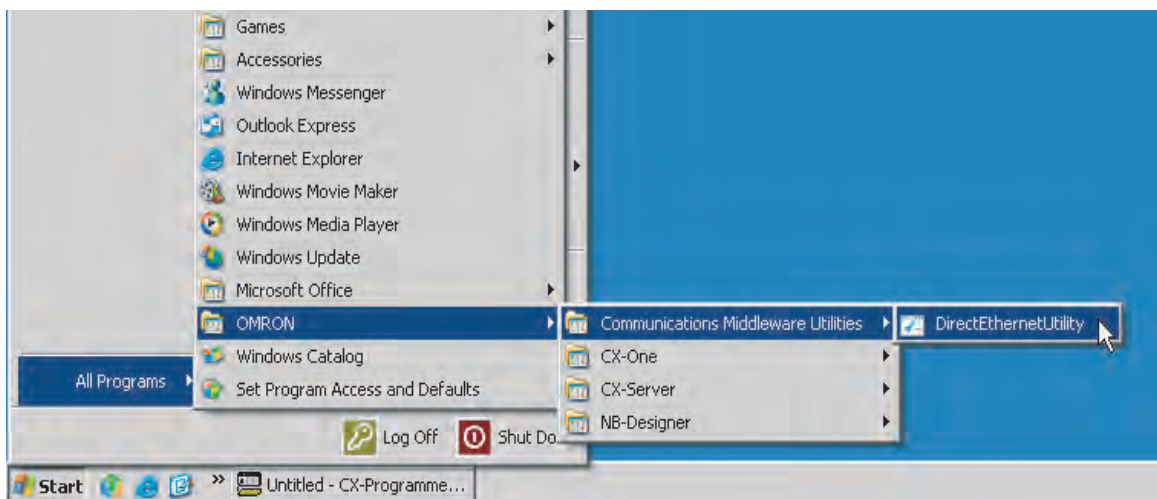 Games
Accessories
Windows Messenger
Outlook Express
Internet Explorer
Windows Movie Maker
Windows Media Player
Windows Update
Microsoft Office
OMRON
Windows Catalog
Set Program Access and Defaults
Communications Middleware Utilities
CX-One
CX-Server
NB-Designer
DirectEthernetUtility
All Programs
Log Off
Shut Do
Start
» Untitled - CX-Programme...